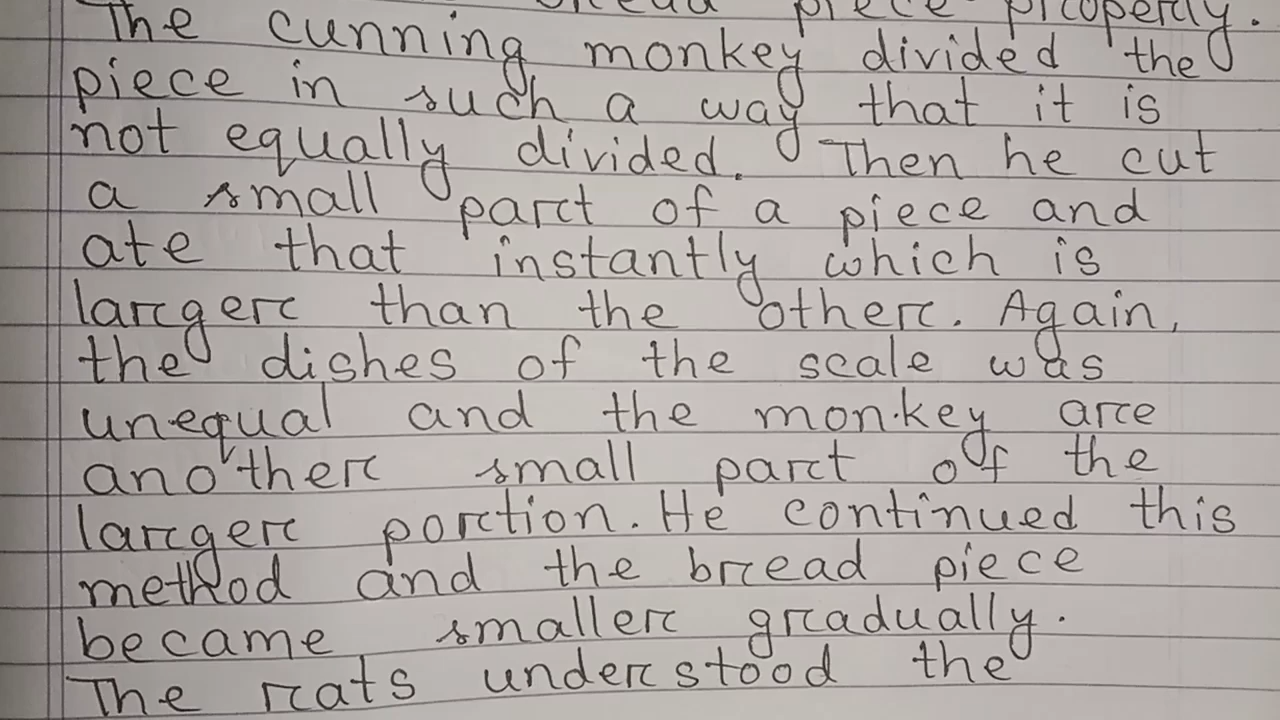 piece properly.
The cunning monkey divided the
piece in such a way that it is
not equally divided. Then he cut
a small part of a piece and
ate that instantly which is
larger than the other. Again,
the dishes of the scale was
unequal and the monkey are
another small part of the
larger portion. He continued this
method and the bread piece
became smaller gradually.
The rats understood the